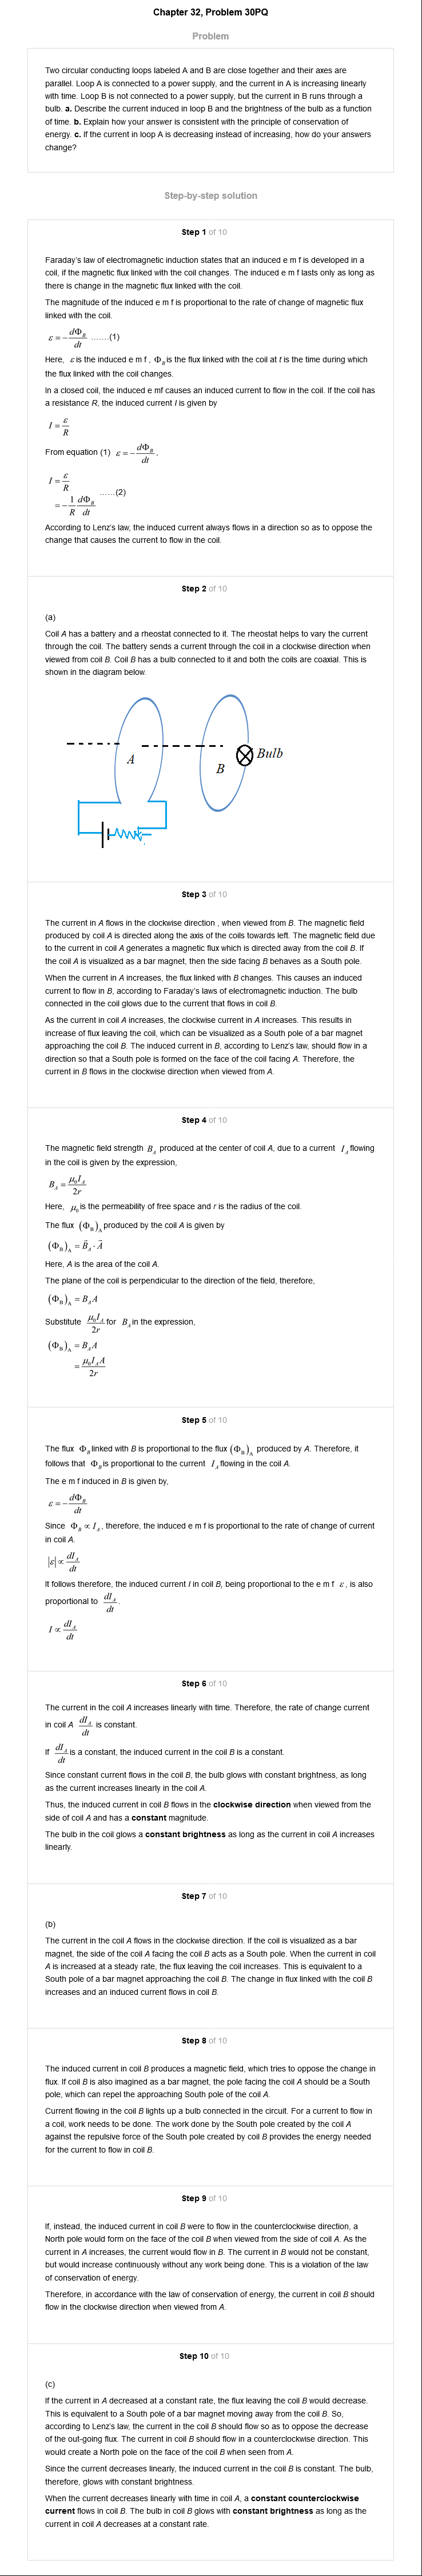 Chapter 32, Problem 30PQ
Problem
Two circular conducting loops labeled A and B are close together and their axes are
parallel. Loop A is connected to a power supply, and the current in A is increasing linearly
with time. Loop B is not connected to a power supply, but the current in B runs through a
bulb. a. Describe the current induced in loop B and the brightness of the bulb as a function
of time. b. Explain how your answer is consistent with the principle of conservation of
energy. c. If the current in loop A is decreasing instead of increasing, how do your answers
change?
Step-by-step solution
Step 1 of 10
Faraday's law of electromagnetic induction states that an induced e m f is developed in a
coil, if the magnetic flux linked with the coil changes. The induced e m f lasts only as long as
there is change in the magnetic flux linked with the coil.
The magnitude of the induced e m f is proportional to the rate of change of magnetic flux
linked with the coil.
ε = −dΦ_B/dt .......(1)
Here, ε is the induced e m f , Φ_B is the flux linked with the coil at t is the time during which
the flux linked with the coil changes.
In a closed coil, the induced e mf causes an induced current to flow in the coil. If the coil has
a resistance R, the induced current I is given by
I = ε/R
From equation (1) ε = −dΦ_B/dt .
I = ε/R
= −(1/R) dΦ_B/dt ......(2)
According to Lenz's law, the induced current always flows in a direction so as to oppose the
change that causes the current to flow in the coil.
Step 2 of 10
(a)
Coil A has a battery and a rheostat connected to it. The rheostat helps to vary the current
through the coil. The battery sends a current through the coil in a clockwise direction when
viewed from coil B. Coil B has a bulb connected to it and both the coils are coaxial. This is
shown in the diagram below.
A
B
Bulb
Step 3 of 10
The current in A flows in the clockwise direction , when viewed from B. The magnetic field
produced by coil A is directed along the axis of the coils towards left. The magnetic field due
to the current in coil A generates a magnetic flux which is directed away from the coil B. If
the coil A is visualized as a bar magnet, then the side facing B behaves as a South pole.
When the current in A increases, the flux linked with B changes. This causes an induced
current to flow in B, according to Faraday's laws of electromagnetic induction. The bulb
connected in the coil glows due to the current that flows in coil B.
As the current in coil A increases, the clockwise current in A increases. This results in
increase of flux leaving the coil, which can be visualized as a South pole of a bar magnet
approaching the coil B. The induced current in B, according to Lenz's law, should flow in a
direction so that a South pole is formed on the face of the coil facing A. Therefore, the
current in B flows in the clockwise direction when viewed from A.
Step 4 of 10
The magnetic field strength B_A produced at the center of coil A, due to a current I_A flowing
in the coil is given by the expression,
B_A = μ₀I_A/2r
Here, μ₀ is the permeability of free space and r is the radius of the coil.
The flux (Φ_B)_A produced by the coil A is given by
(Φ_B)_A = B⃗_A · A⃗
Here, A is the area of the coil A.
The plane of the coil is perpendicular to the direction of the field, therefore,
(Φ_B)_A = B_A A
Substitute μ₀I_A/2r for B_A in the expression,
(Φ_B)_A = B_A A
= μ₀I_A A/2r
Step 5 of 10
The flux Φ_B linked with B is proportional to the flux (Φ_B)_A produced by A. Therefore, it
follows that Φ_B is proportional to the current I_A flowing in the coil A.
The e m f induced in B is given by,
ε = −dΦ_B/dt
Since Φ_B ∝ I_A, therefore, the induced e m f is proportional to the rate of change of current
in coil A.
|ε| ∝ dI_A/dt
It follows therefore, the induced current I in coil B, being proportional to the e m f ε , is also
proportional to dI_A/dt .
I ∝ dI_A/dt
Step 6 of 10
The current in the coil A increases linearly with time. Therefore, the rate of change current
in coil A dI_A/dt is constant.
If dI_A/dt is a constant, the induced current in the coil B is a constant.
Since constant current flows in the coil B, the bulb glows with constant brightness, as long
as the current increases linearly in the coil A.
Thus, the induced current in coil B flows in the clockwise direction when viewed from the
side of coil A and has a constant magnitude.
The bulb in the coil glows a constant brightness as long as the current in coil A increases
linearly.
Step 7 of 10
(b)
The current in the coil A flows in the clockwise direction. If the coil is visualized as a bar
magnet, the side of the coil A facing the coil B acts as a South pole. When the current in coil
A is increased at a steady rate, the flux leaving the coil increases. This is equivalent to a
South pole of a bar magnet approaching the coil B. The change in flux linked with the coil B
increases and an induced current flows in coil B.
Step 8 of 10
The induced current in coil B produces a magnetic field, which tries to oppose the change in
flux. If coil B is also imagined as a bar magnet, the pole facing the coil A should be a South
pole, which can repel the approaching South pole of the coil A.
Current flowing in the coil B lights up a bulb connected in the circuit. For a current to flow in
a coil, work needs to be done. The work done by the South pole created by the coil A
against the repulsive force of the South pole created by coil B provides the energy needed
for the current to flow in coil B.
Step 9 of 10
If, instead, the induced current in coil B were to flow in the counterclockwise direction, a
North pole would form on the face of the coil B when viewed from the side of coil A. As the
current in A increases, the current would flow in B. The current in B would not be constant,
but would increase continuously without any work being done. This is a violation of the law
of conservation of energy.
Therefore, in accordance with the law of conservation of energy, the current in coil B should
flow in the clockwise direction when viewed from A.
Step 10 of 10
(c)
If the current in A decreased at a constant rate, the flux leaving the coil B would decrease.
This is equivalent to a South pole of a bar magnet moving away from the coil B. So,
according to Lenz's law, the current in the coil B should flow so as to oppose the decrease
of the out-going flux. The current in coil B should flow in a counterclockwise direction. This
would create a North pole on the face of the coil B when seen from A.
Since the current decreases linearly, the induced current in the coil B is constant. The bulb,
therefore, glows with constant brightness.
When the current decreases linearly with time in coil A, a constant counterclockwise
current flows in coil B. The bulb in coil B glows with constant brightness as long as the
current in coil A decreases at a constant rate.